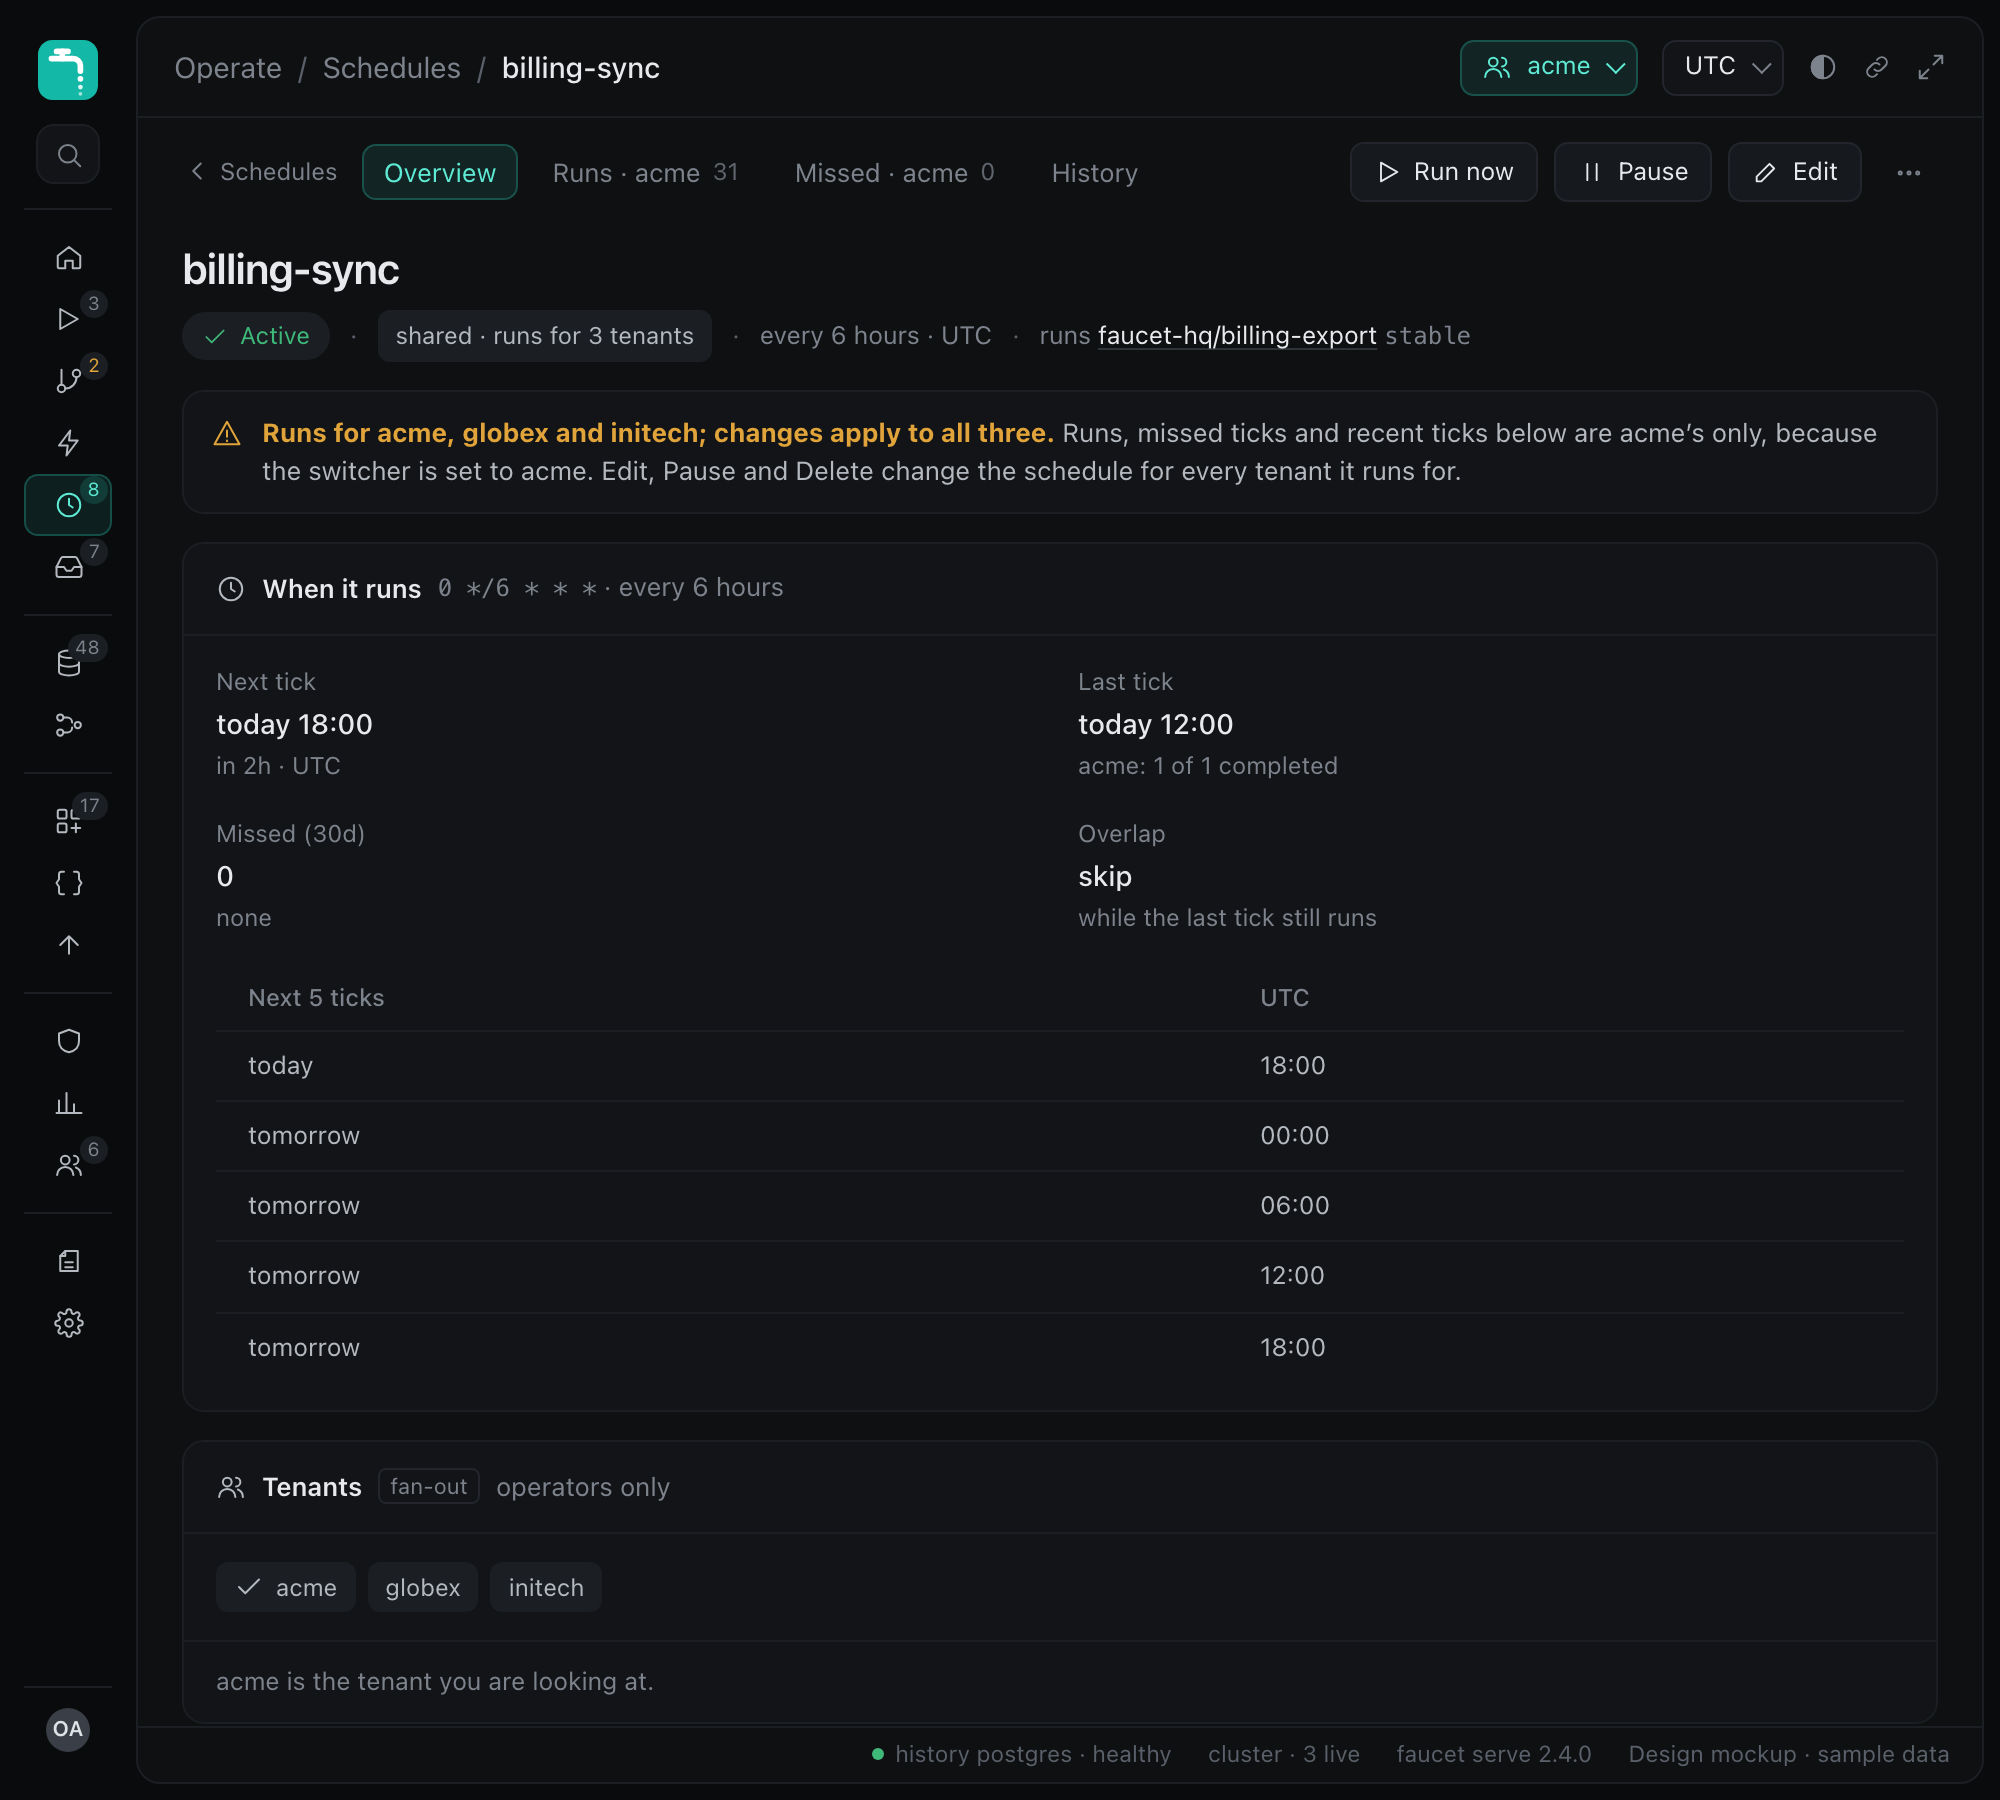 Operate / Schedules / billing-sync
acme
UTC
Schedules
Overview
Runs · acme 31
Missed · acme 0
History
Run now
Pause
Edit
3
2
8
7
48
17
6
OA
billing-sync
Active · shared · runs for 3 tenants · every 6 hours · UTC · runs faucet-hq/billing-export stable
Runs for acme, globex and initech; changes apply to all three. Runs, missed ticks and recent ticks below are acme’s only, because
the switcher is set to acme. Edit, Pause and Delete change the schedule for every tenant it runs for.
When it runs 0 */6 * * * · every 6 hours
Next tick
today 18:00
in 2h · UTC
Last tick
today 12:00
acme: 1 of 1 completed
Missed (30d)
0
none
Overlap
skip
while the last tick still runs
Next 5 ticks UTC
today 18:00
tomorrow 00:00
tomorrow 06:00
tomorrow 12:00
tomorrow 18:00
Tenants fan-out operators only
acme globex initech
acme is the tenant you are looking at.
history postgres · healthy cluster · 3 live faucet serve 2.4.0 Design mockup · sample data